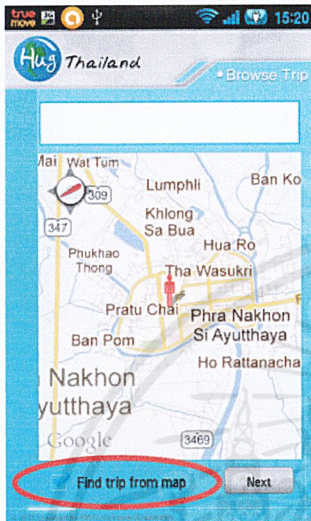 true move
15:20
Hug Thailand
•Browse Trip
Mai Wat Tum
309
Lumphli
Ban Ko
347
Khlong
Sa Bua
Hua Ro
Phukhao
Thong
Tha Wasukri
Pratu Chai
Phra Nakhon
Si Ayutthaya
Ban Pom
Ho Rattanacha
Nakhon
yutthaya
Google
3469
Find trip from map
Next